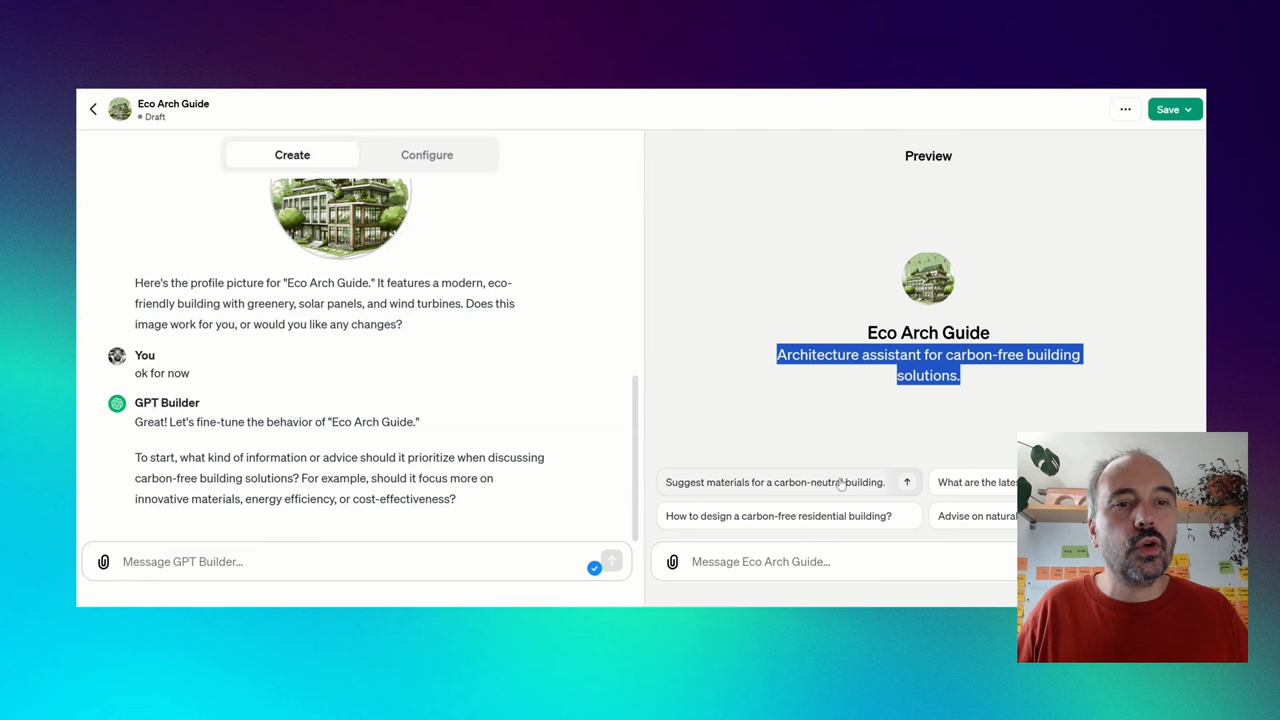 Eco Arch Guide
Draft
Save
Create
Configure
Preview
Here's the profile picture for "Eco Arch Guide." It features a modern, eco-
friendly building with greenery, solar panels, and wind turbines. Does this
image work for you, or would you like any changes?
You
ok for now
GPT Builder
Great! Let's fine-tune the behavior of "Eco Arch Guide."
To start, what kind of information or advice should it prioritize when discussing
carbon-free building solutions? For example, should it focus more on
innovative materials, energy efficiency, or cost-effectiveness?
Message GPT Builder...
Eco Arch Guide
Architecture assistant for carbon-free building
solutions.
Suggest materials for a carbon-neutral building.
What are the lates
How to design a carbon-free residential building?
Advise on natural
Message Eco Arch Guide...